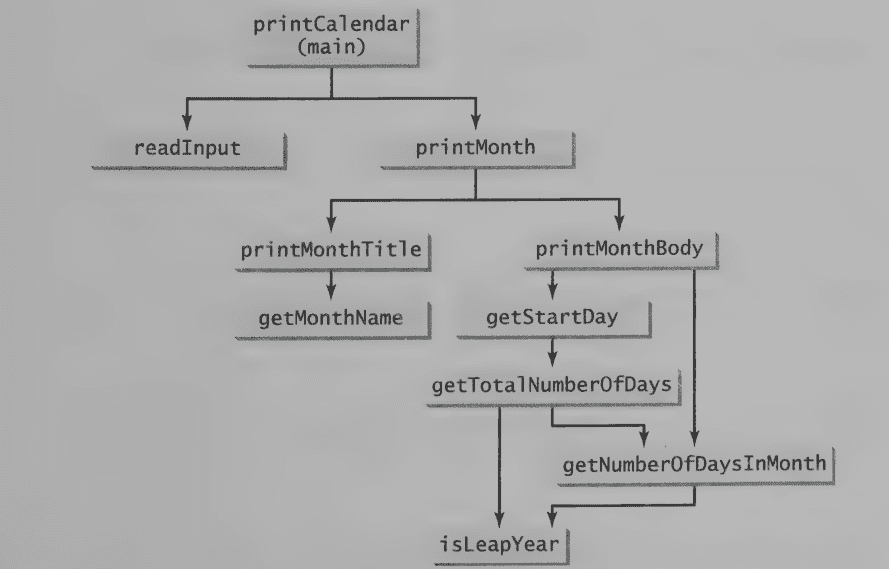 printCalendar
(main)
readInput
printMonth
printMonthTitle
printMonthBody
getMonthName
getStartDay
getTotalNumberOfDays
getNumberOfDaysInMonth
isLeapYear